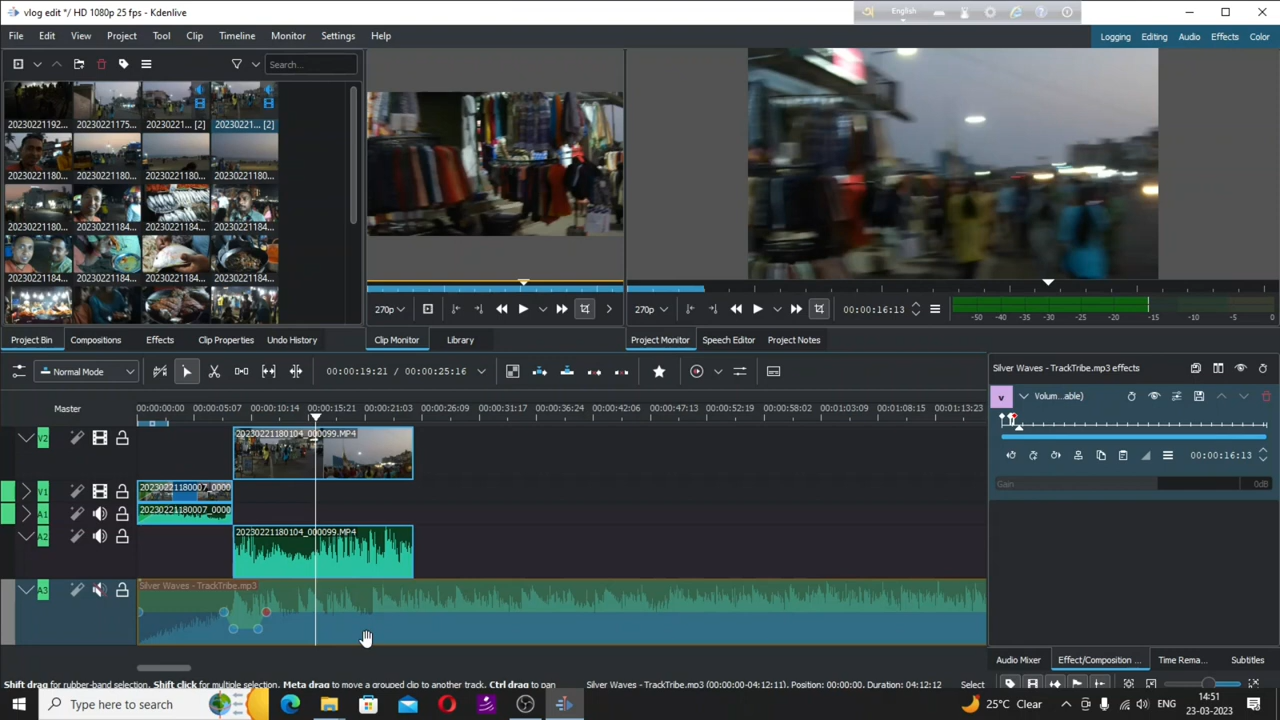 vlog edit */ HD 1080p 25 fps - Kdenlive
English
File Edit View Project Tool Clip Timeline Monitor Settings Help
Logging Editing Audio Effects Color
Search...
20230221192... 20230221175... 20230221... [2] 20230221... [2]
20230221180... 20230221180... 20230221180... 20230221180...
20230221180... 20230221184... 20230221184... 20230221184...
20230221184... 20230221184... 20230221184... 20230221184...
270p
270p
00:00:16:13
-50 -40 -35 -30 -25 -20 -15 -10 -5 0
Project Bin Compositions Effects Clip Properties Undo History
Clip Monitor Library
Project Monitor Speech Editor Project Notes
Normal Mode
00:00:19:21 / 00:00:25:16
Silver Waves - TrackTribe.mp3 effects
v
Volum...able)
Master
00:00:00:00 00:00:05:07 00:00:10:14 00:00:15:21 00:00:21:03 00:00:26:09 00:00:31:17 00:00:36:24 00:00:42:06 00:00:47:13 00:00:52:19 00:00:58:02 00:01:03:09 00:01:08:15 00:01:13:23
V2
20230221180104_000099.MP4
V1
20230221180007_0000
A1
20230221180007_0000
A2
20230221180104_000099.MP4
A3
Silver Waves - TrackTribe.mp3
00:00:16:13
Gain
0dB
Audio Mixer Effect/Composition ... Time Rema... Subtitles
Shift drag for rubber-band selection, Shift click for multiple selection, Meta drag to move a grouped clip to another track, Ctrl drag to pan
Silver Waves - TrackTribe.mp3 (00:00:00-04:12:11), Position: 00:00:00, Duration: 04:12:12
Select
Type here to search
25°C Clear
ENG
14:51
23-03-2023